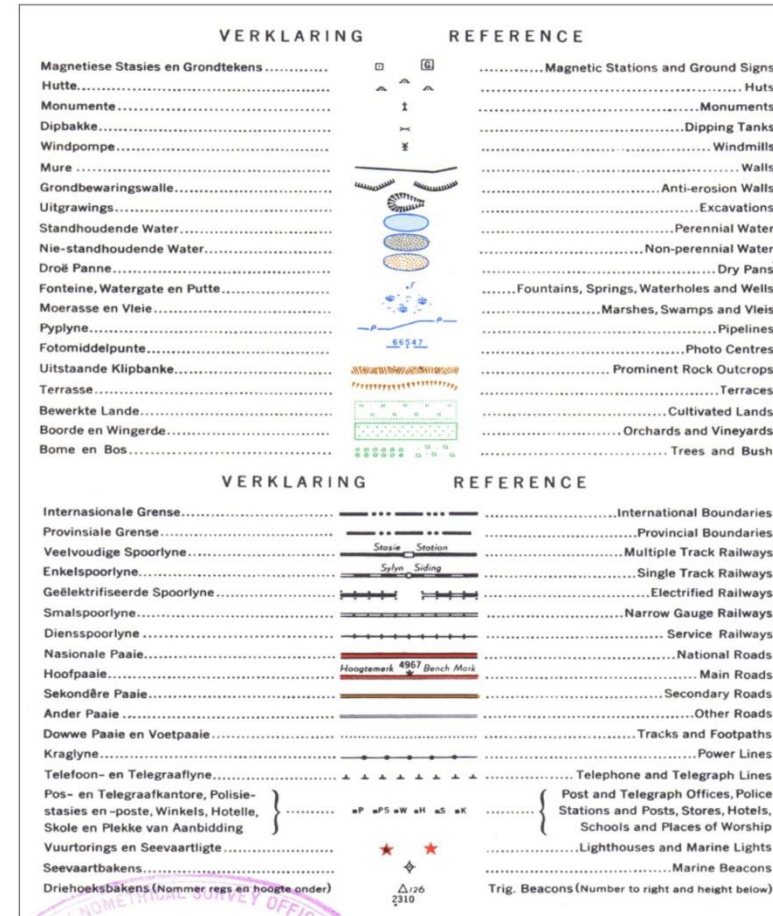 VERKLARING REFERENCE
Magnetiese Stasies en Grondtekens G Magnetic Stations and Ground Signs
Hutte Huts
Monumente Monuments
Dipbakke Dipping Tanks
Windpompe Windmills
Mure Walls
Grondbewaringswalle Anti-erosion Walls
Uitgrawings Excavations
Standhoudende Water Perennial Water
Nie-standhoudende Water Non-perennial Water
Droë Panne Dry Pans
Fonteine, Watergate en Putte Fountains, Springs, Waterholes and Wells
Moerasse en Vleie Marshes, Swamps and Vleis
Pyplyne P P Pipelines
Fotomiddelpunte 66547 Photo Centres
Uitstaande Klipbanke Prominent Rock Outcrops
Terrasse Terraces
Bewerkte Lande Cultivated Lands
Boorde en Wingerde Orchards and Vineyards
Bome en Bos Trees and Bush
VERKLARING REFERENCE
Internasionale Grense International Boundaries
Provinsiale Grense Provincial Boundaries
Veelvoudige Spoorlyne Stasie Station Multiple Track Railways
Enkelspoorlyne Sylyn Siding Single Track Railways
Geëlektrifiseerde Spoorlyne Electrified Railways
Smalspoorlyne Narrow Gauge Railways
Diensspoorlyne Service Railways
Nasionale Paaie National Roads
Hoofpaaie Hoogtemerk 4967 Bench Mark Main Roads
Sekondêre Paaie Secondary Roads
Ander Paaie Other Roads
Dowwe Paaie en Voetpaaie Tracks and Footpaths
Kraglyne Power Lines
Telefoon- en Telegraaflyne Telephone and Telegraph Lines
Pos- en Telegraafkantore, Polisie- Post and Telegraph Offices, Police
stasies en -poste, Winkels, Hotelle, P PS W H S K Stations and Posts, Stores, Hotels,
Skole en Plekke van Aanbidding Schools and Places of Worship
Vuurtorings en Seevaartligte Lighthouses and Marine Lights
Seevaartbakens Marine Beacons
Driehoeksbakens (Nommer regs en hoogte onder) 126 Trig. Beacons (Number to right and height below)
2310
NOMETRICAL SURVEY OFFIC